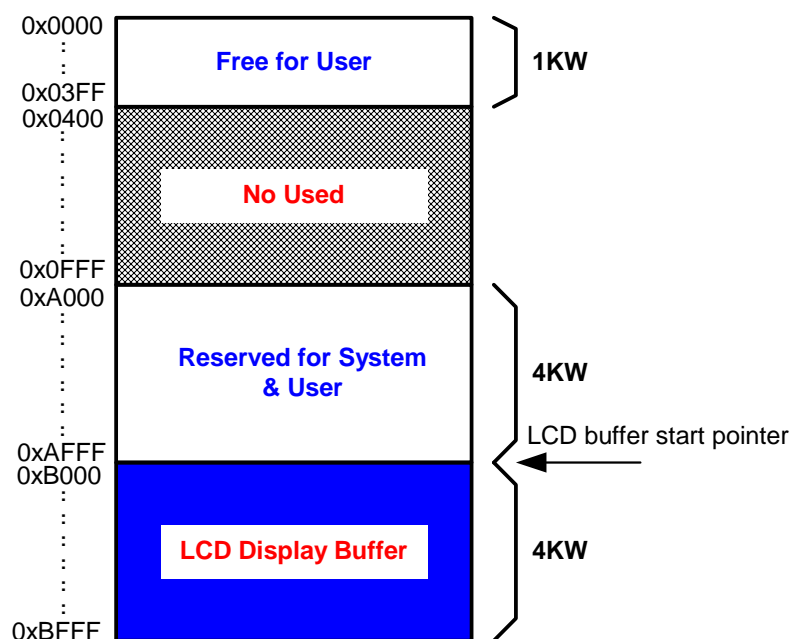 0x0000
Free for User
1KW
0x03FF
0x0400
No Used
0x0FFF
0xA000
Reserved for System
& User
4KW
0xAFFF
LCD buffer start pointer
0xB000
LCD Display Buffer
4KW
0xBFFF